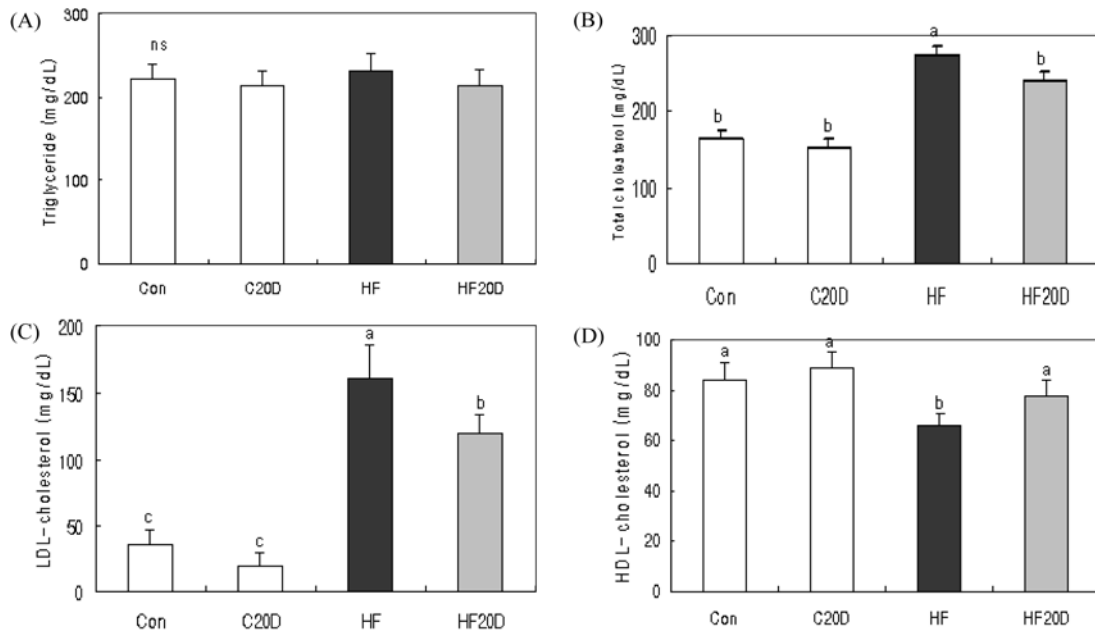 (A)
Triglyceride (mg/dL)
300
200
100
0
ns
Con C20D HF HF20D
(B)
Total cholesterol (mg/dL)
300
200
100
0
b b a b
Con C20D HF HF20D
(C)
LDL-cholesterol (mg/dL)
200
150
100
50
0
c c a b
Con C20D HF HF20D
(D)
HDL-cholesterol (mg/dL)
100
80
60
40
20
0
a a b a
Con C20D HF HF20D